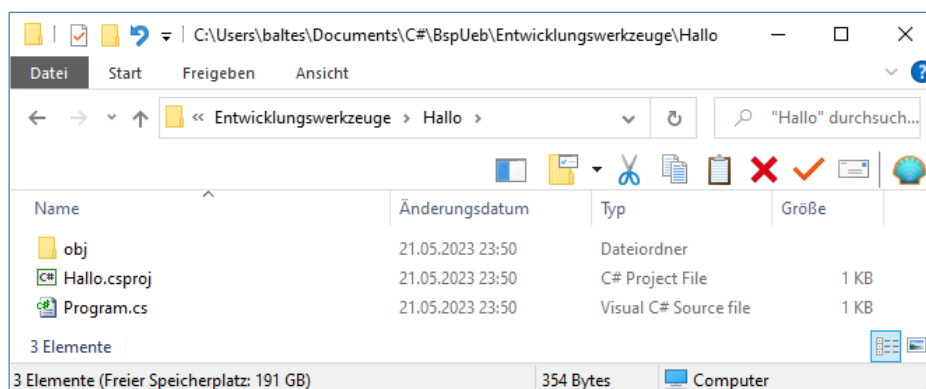 C:\Users\baltes\Documents\C#\BspUeb\Entwicklungswerkzeuge\Hallo
Datei Start Freigeben Ansicht
« Entwicklungswerkzeuge > Hallo > "Hallo" durchsuch...
Name Änderungsdatum Typ Größe
obj 21.05.2023 23:50 Dateiordner
C# Hallo.csproj 21.05.2023 23:50 C# Project File 1 KB
Program.cs 21.05.2023 23:50 Visual C# Source file 1 KB
3 Elemente
3 Elemente (Freier Speicherplatz: 191 GB) 354 Bytes Computer